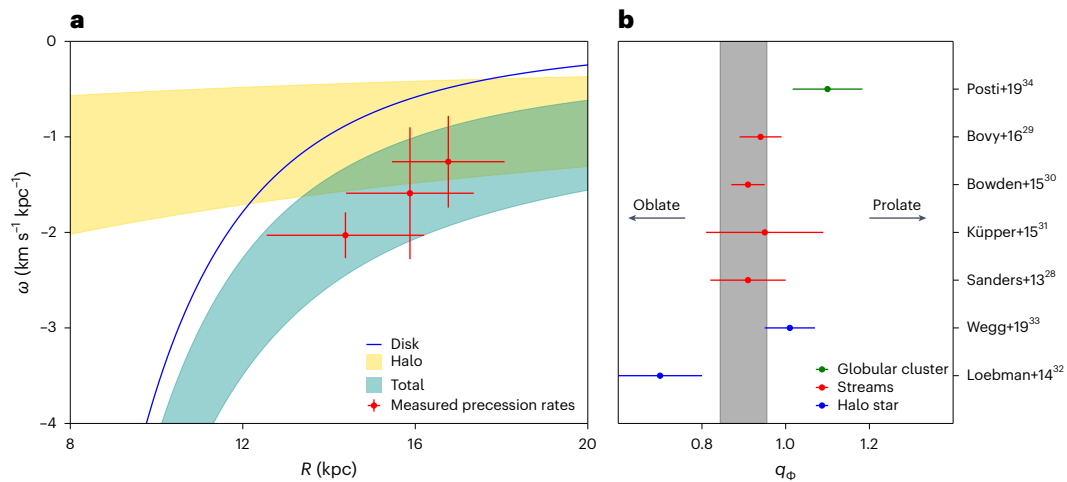 a
0
−1
−2
−3
−4
ω (km s⁻¹ kpc⁻¹)
8
12
16
20
R (kpc)
Disk
Halo
Total
Measured precession rates
b
Oblate
Prolate
Posti+19³⁴
Bovy+16²⁹
Bowden+15³⁰
Küpper+15³¹
Sanders+13²⁸
Wegg+19³³
Loebman+14³²
Globular cluster
Streams
Halo star
0.8
1.0
1.2
q_Φ